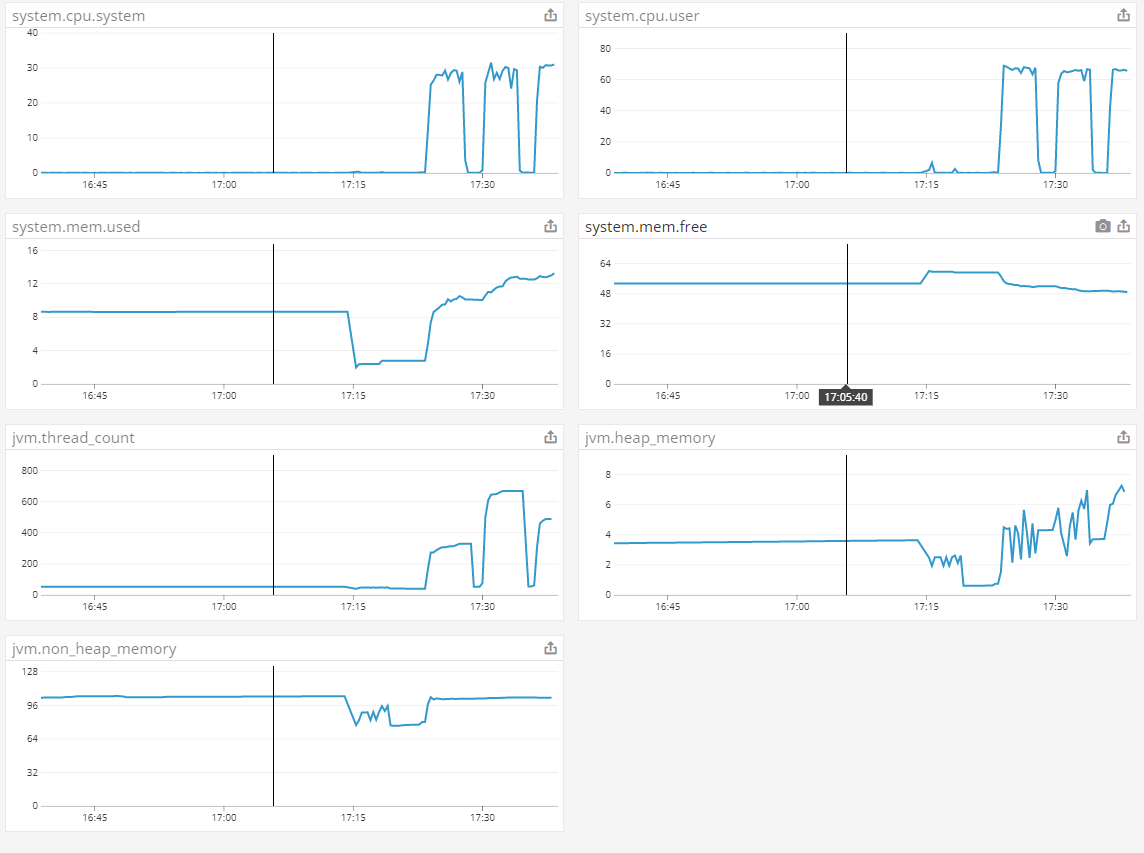 system.cpu.system
40
30
20
10
0
16:45 17:00 17:15 17:30
system.cpu.user
80
60
40
20
0
16:45 17:00 17:15 17:30
system.mem.used
16
12
8
4
0
16:45 17:00 17:15 17:30
system.mem.free
64
48
32
16
0
16:45 17:00 17:15 17:30
17:05:40
jvm.thread_count
800
600
400
200
0
16:45 17:00 17:15 17:30
jvm.heap_memory
8
6
4
2
0
16:45 17:00 17:15 17:30
jvm.non_heap_memory
128
96
64
32
0
16:45 17:00 17:15 17:30